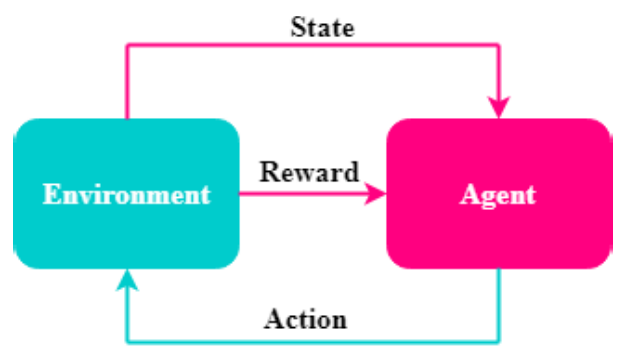 State
Reward
Environment
Agent
Action